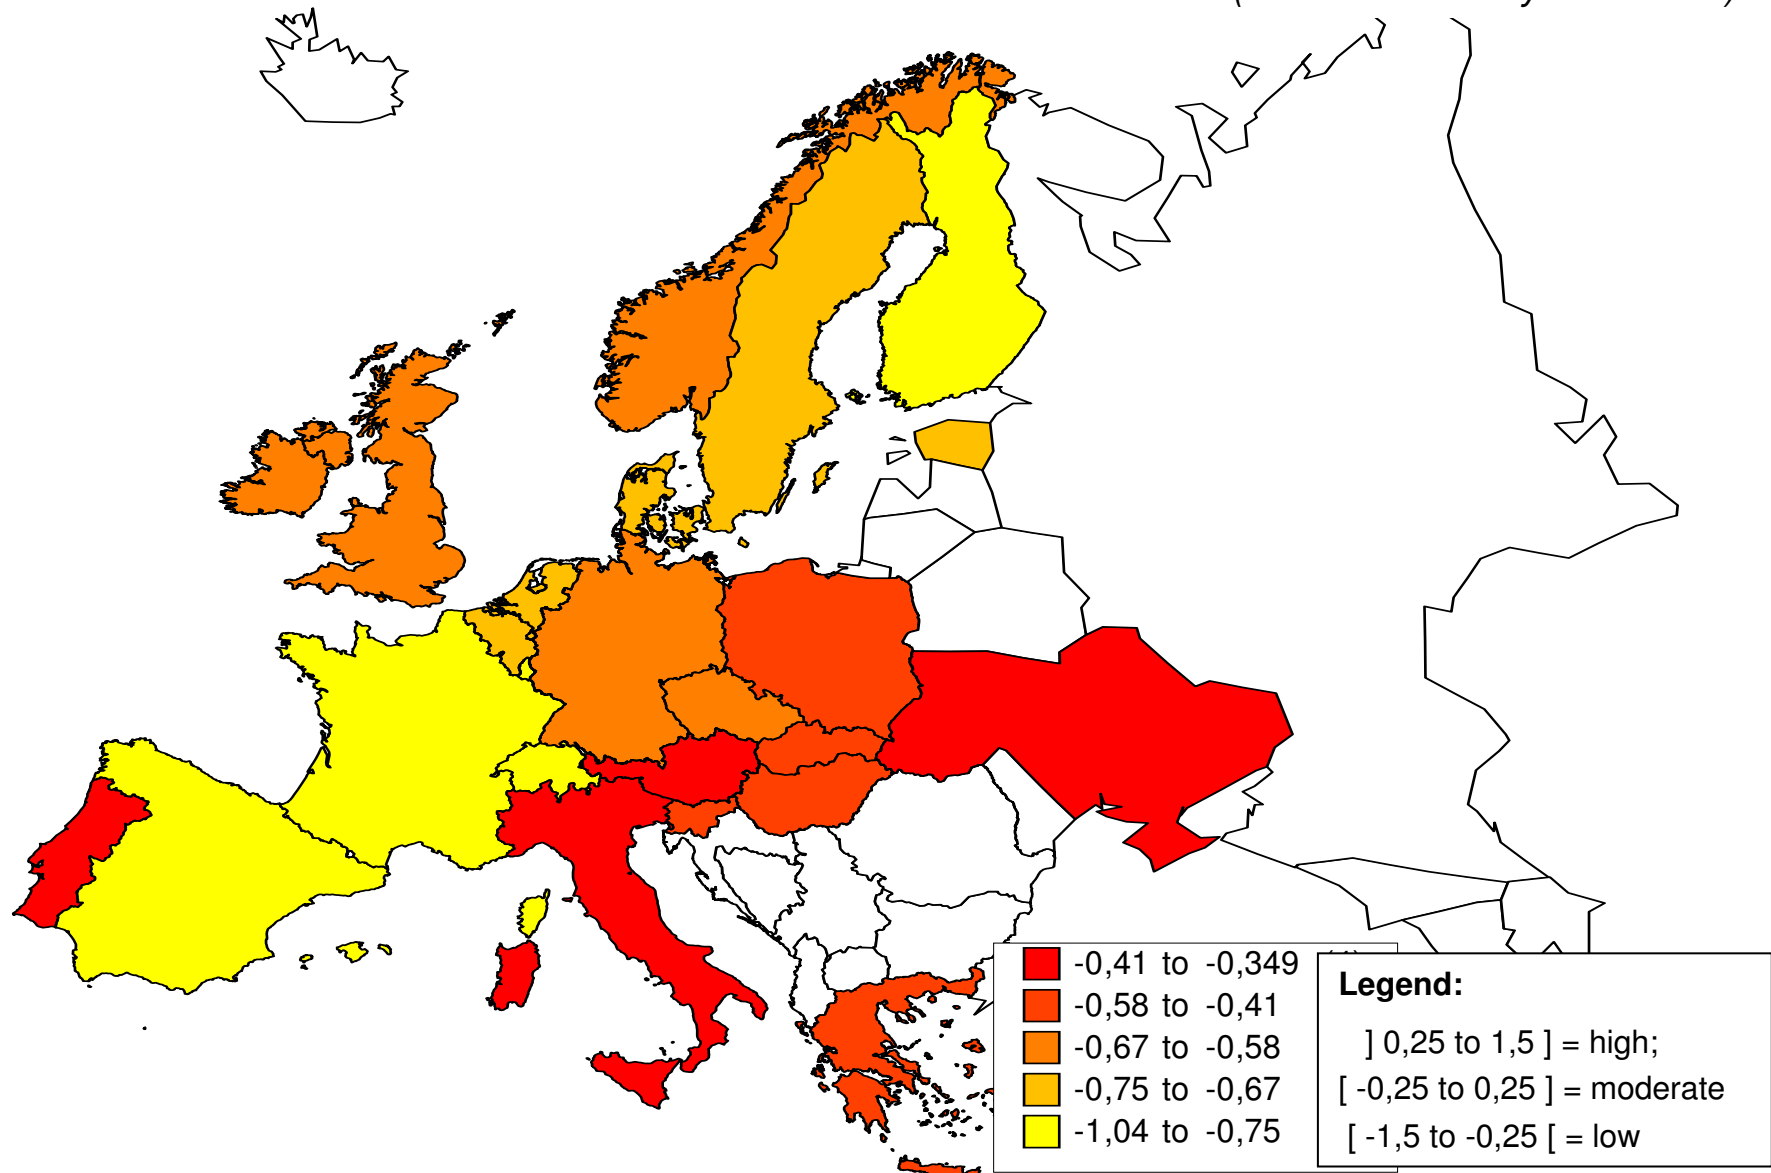 -0,41 to -0,349
-0,58 to -0,41
-0,67 to -0,58
-0,75 to -0,67
-1,04 to -0,75
Legend:
] 0,25 to 1,5 ] = high;
[ -0,25 to 0,25 ] = moderate
[ -1,5 to -0,25 [ = low